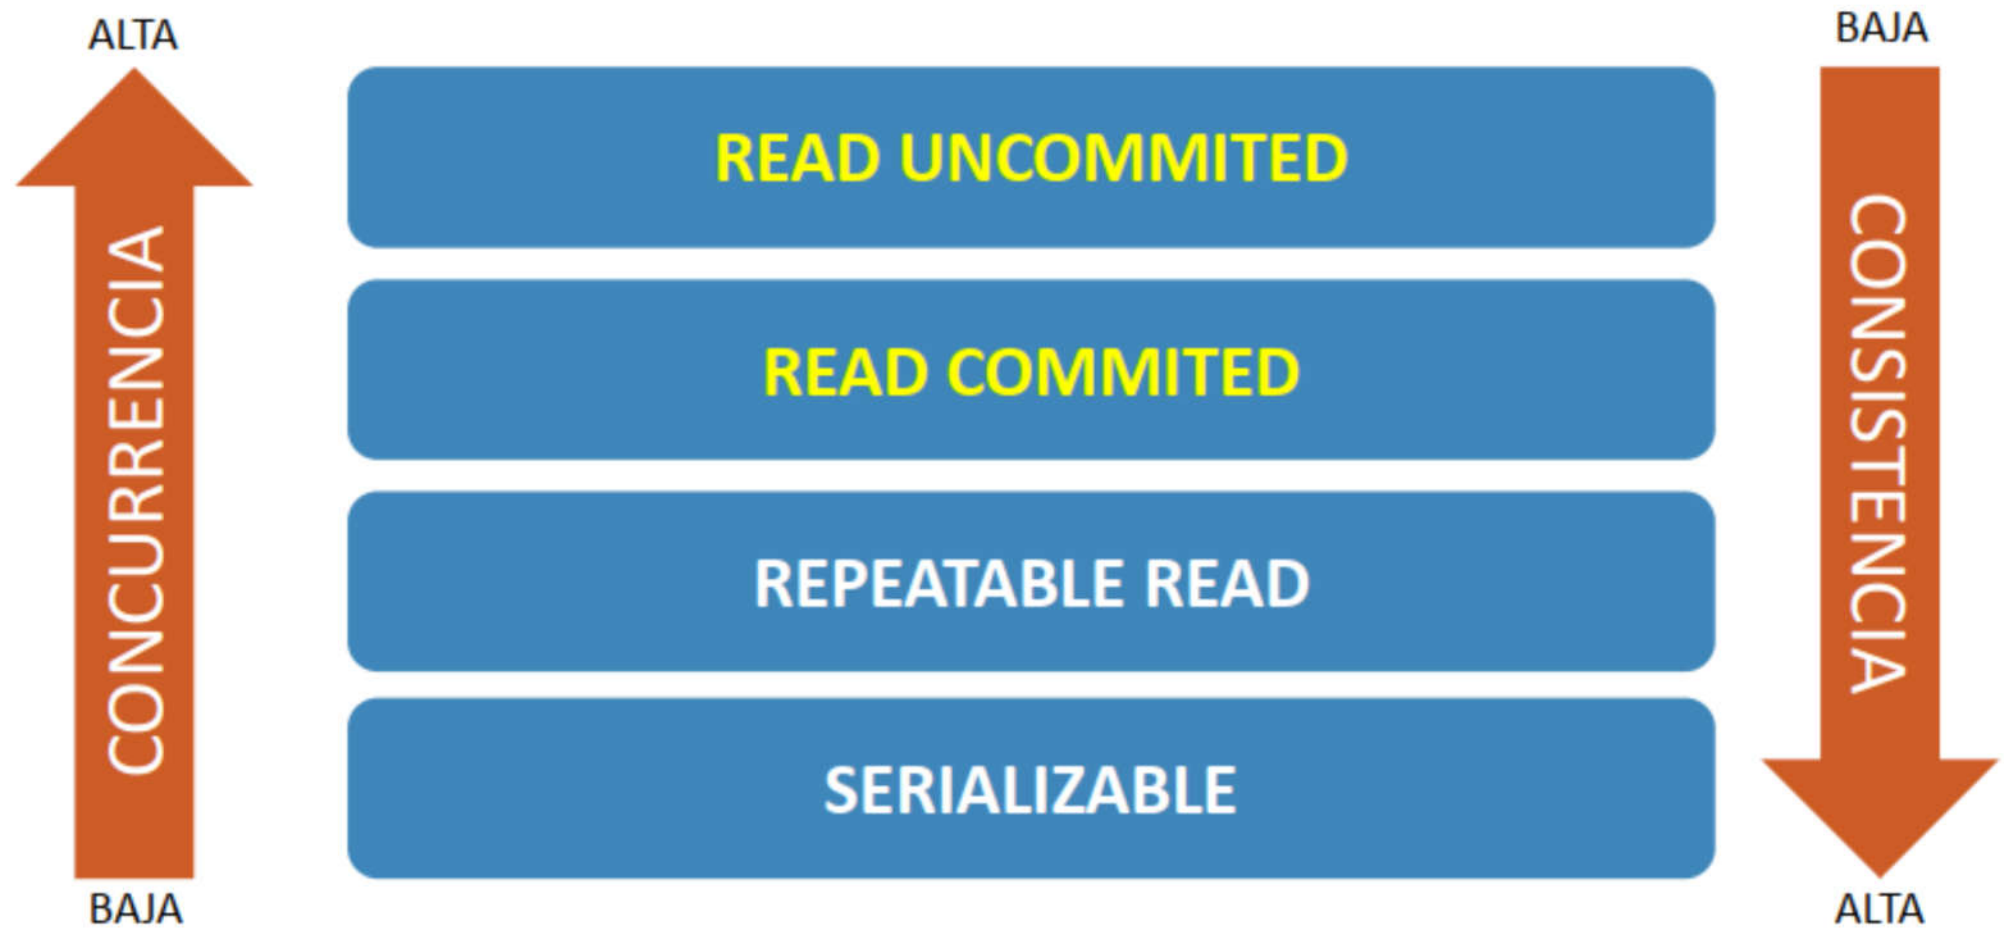 ALTA
BAJA
READ UNCOMMITED
READ COMMITED
REPEATABLE READ
SERIALIZABLE
CONCURRENCIA
CONSISTENCIA
BAJA
ALTA